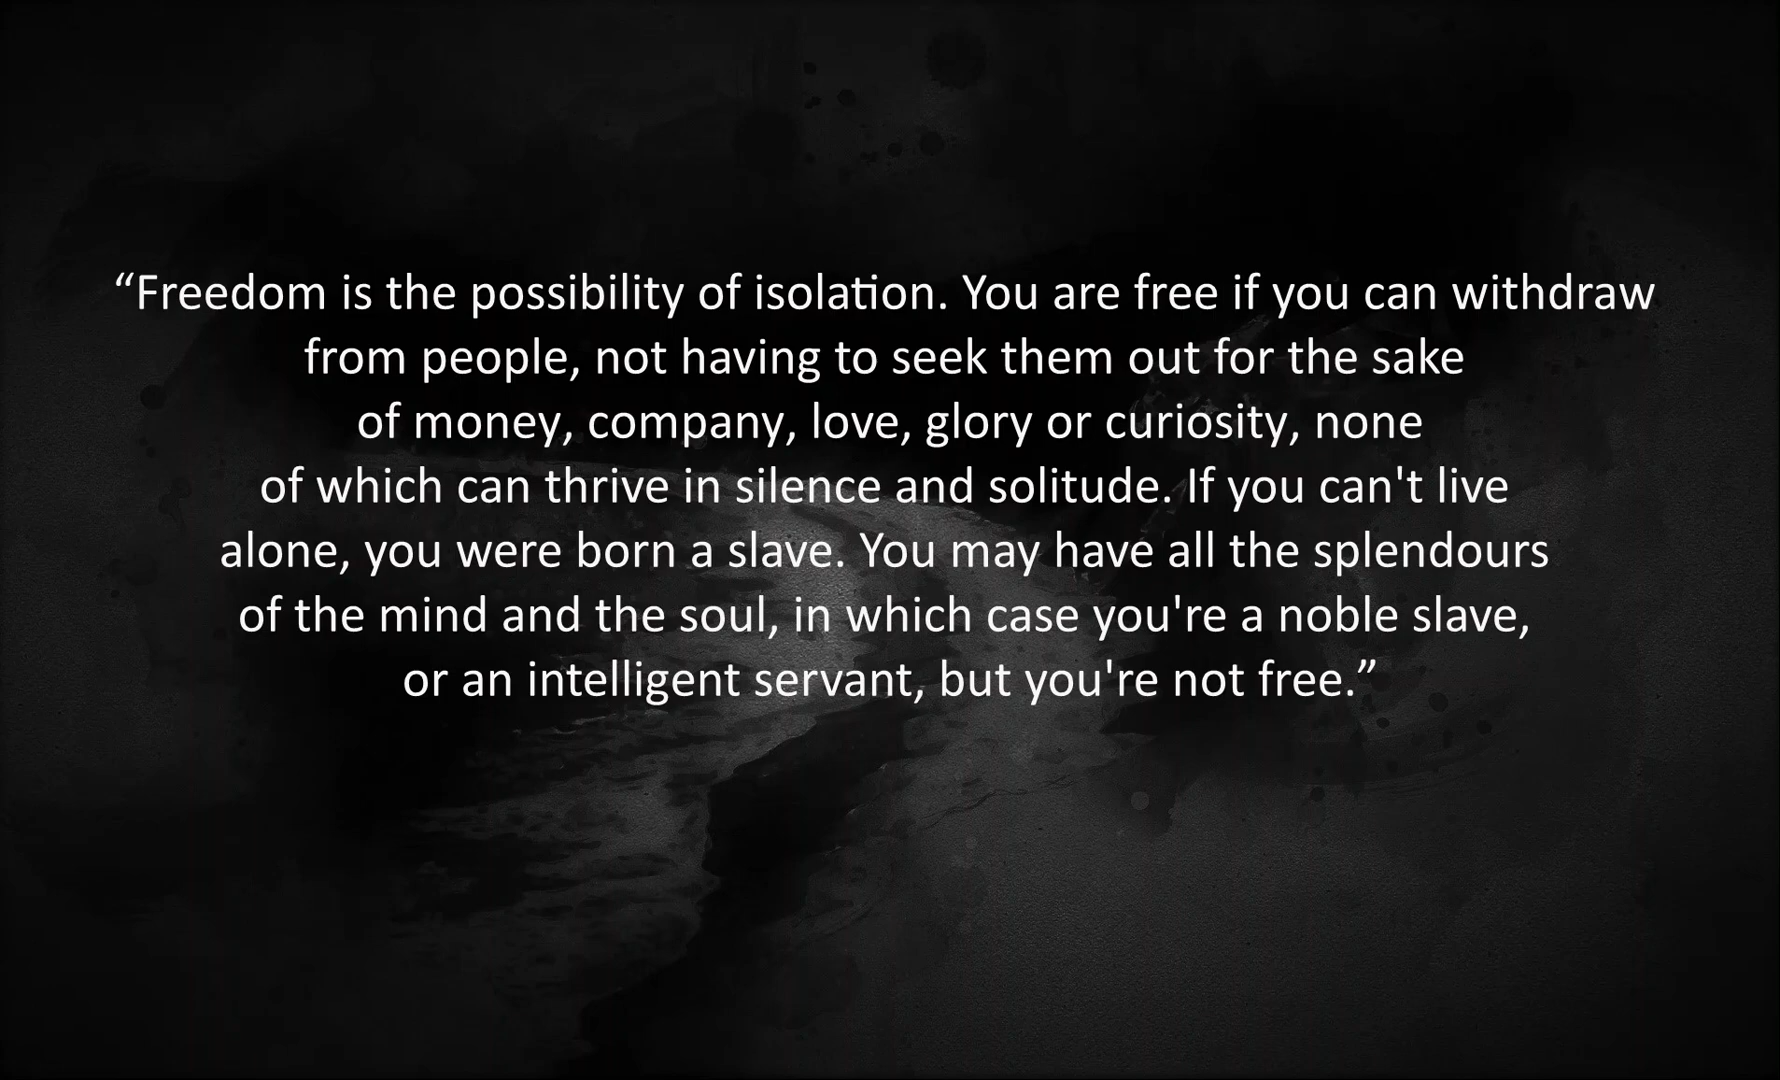 “Freedom is the possibility of isolation. You are free if you can withdraw
from people, not having to seek them out for the sake
of money, company, love, glory or curiosity, none
of which can thrive in silence and solitude. If you can't live
alone, you were born a slave. You may have all the splendours
of the mind and the soul, in which case you're a noble slave,
or an intelligent servant, but you're not free.”